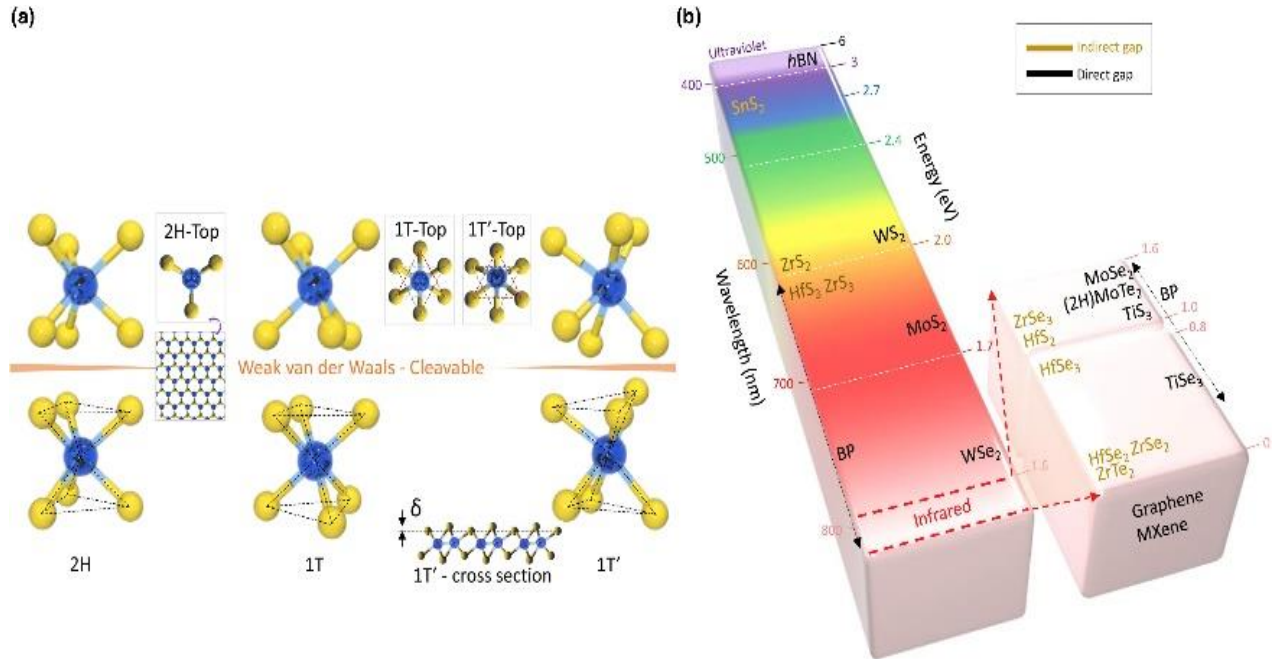 (a)
2H-Top
1T-Top
1T′-Top
Weak van der Waals - Cleavable
δ
2H
1T
1T′ - cross section
1T′
(b)
Indirect gap
Direct gap
Ultraviolet
6
hBN
3
400
SnS₂
2.7
2.4
500
Energy (eV)
WS₂
2.0
ZrS₂
600
HfS₃ ZrS₃
Wavelength (nm)
MoS₂
1.7
700
BP
WSe₂
1.6
Infrared
800
1.6
MoSe₂
(2H)MoTe₂
BP
TiS₃
1.0
0.8
ZrSe₃
HfS₂
HfSe₃
TiSe₃
0
HfSe₂ ZrSe₂
ZrTe₂
Graphene
MXene